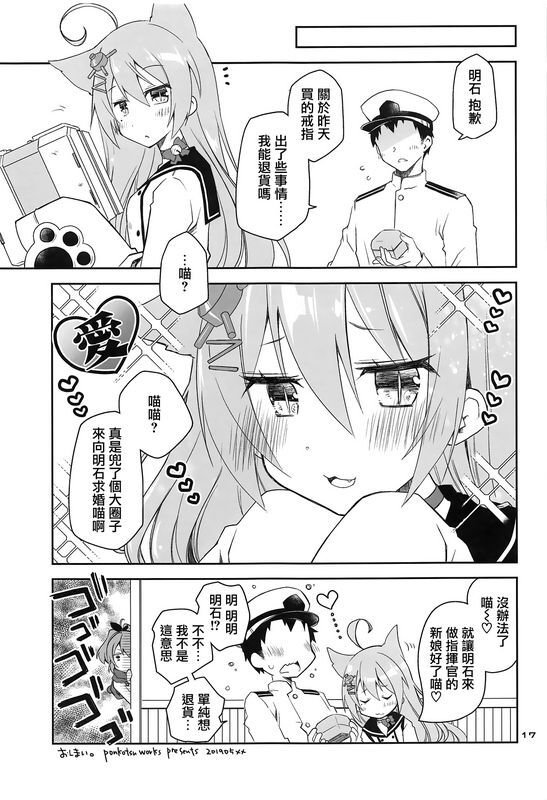 明石 抱歉
關於昨天
買的戒指
出了些事情……
我能退貨嗎
…喵?
愛
喵喵?
真是兜了個大圈子
來向明石求婚喵啊
沒辦法了
喵~♡
就讓明石來
做指揮官的
新娘好了喵♡
明 明明
明石!?
不…不…
我不是
這意思
單純想
退貨…
ゴゴゴゴゴ
おしまい。 ponkotsu works presents 201905xx
17